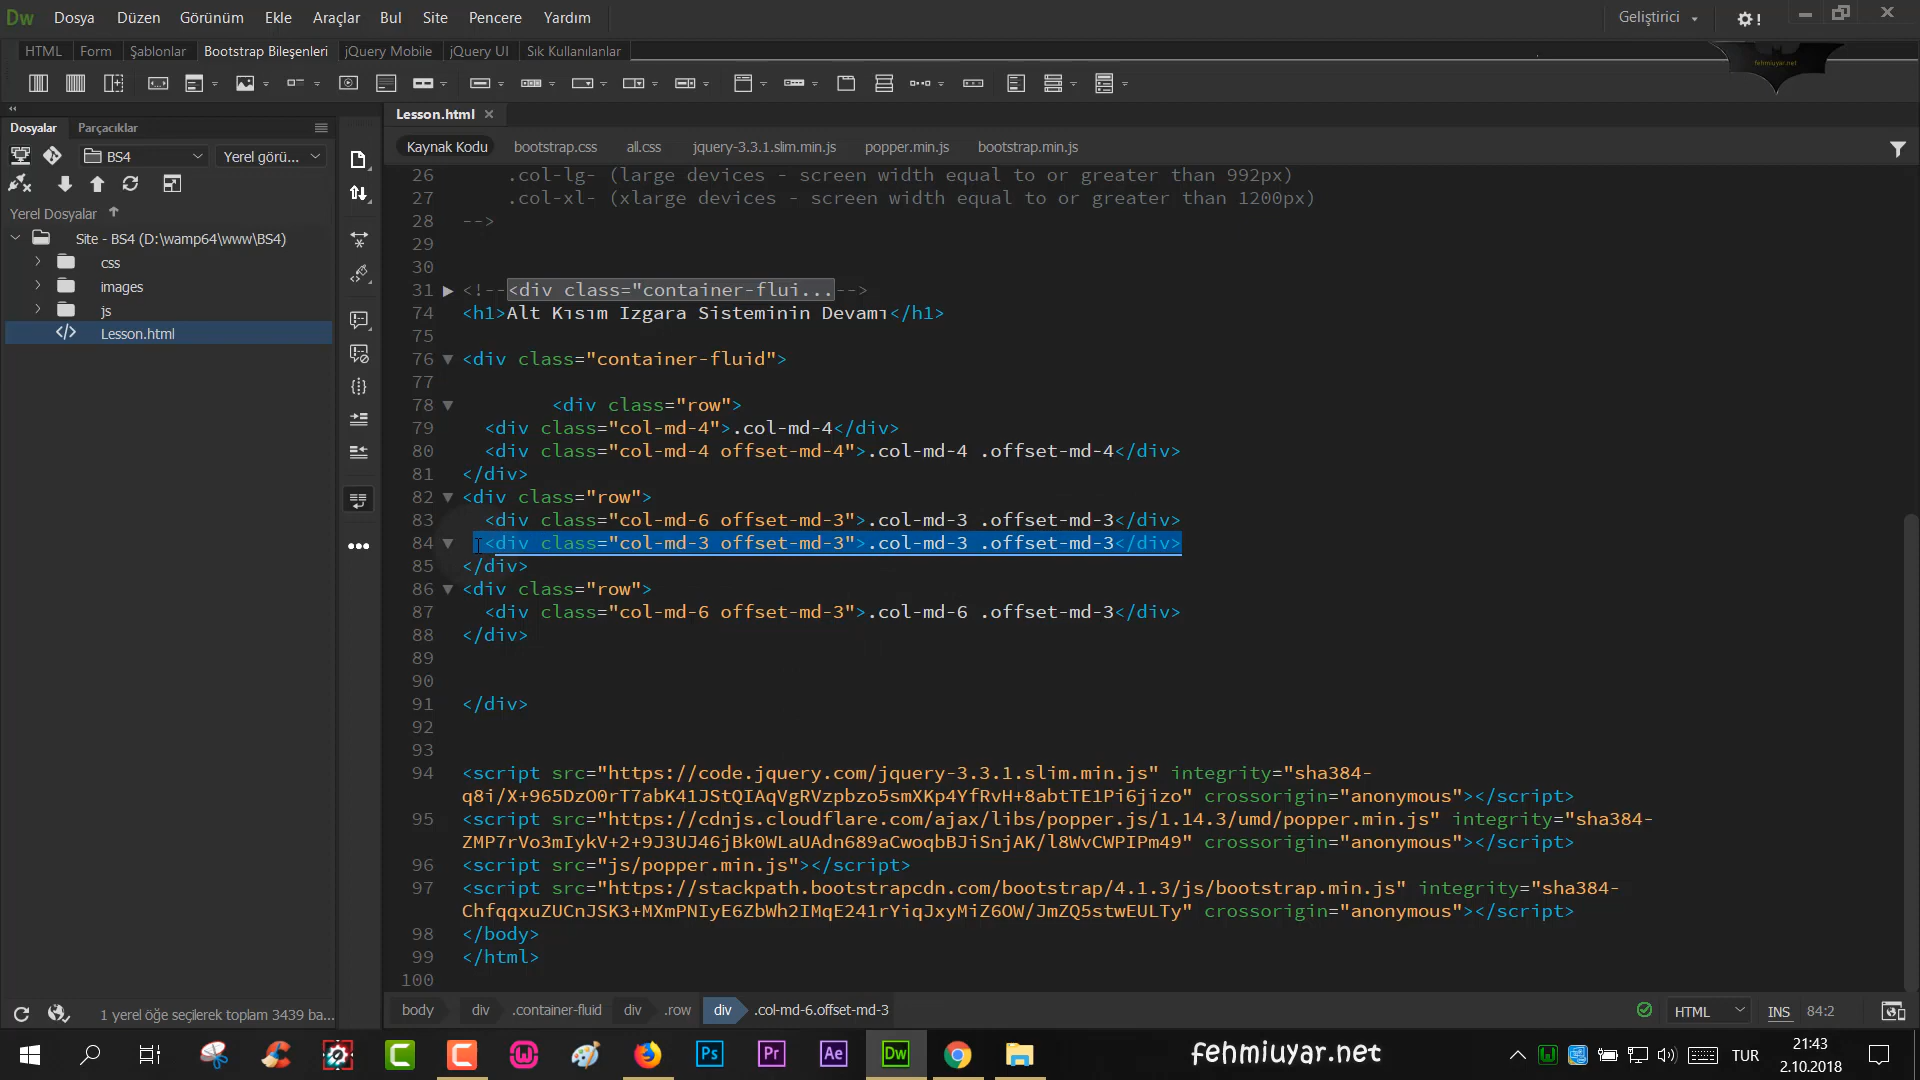 Dw Dosya Düzen Görünüm Ekle Araçlar Bul Site Pencere Yardım Geliştirici
HTML Form Şablonlar Bootstrap Bileşenleri jQuery Mobile jQuery UI Sık Kullanılanlar
fehmiuyar.net
Dosyalar Parçacıklar
Lesson.html
BS4 Yerel görü...
Kaynak Kodu bootstrap.css all.css jquery-3.3.1.slim.min.js popper.min.js bootstrap.min.js
Yerel Dosyalar
Site - BS4 (D:\wamp64\www\BS4)
css
images
js
Lesson.html
26 .col-lg- (large devices - screen width equal to or greater than 992px)
27 .col-xl- (xlarge devices - screen width equal to or greater than 1200px)
28 -->
29
30
31 <!--<div class="container-flui...-->
74 <h1>Alt Kısım Izgara Sisteminin Devamı</h1>
75
76 <div class="container-fluid">
77
78 <div class="row">
79 <div class="col-md-4">.col-md-4</div>
80 <div class="col-md-4 offset-md-4">.col-md-4 .offset-md-4</div>
81 </div>
82 <div class="row">
83 <div class="col-md-6 offset-md-3">.col-md-3 .offset-md-3</div>
84 <div class="col-md-3 offset-md-3">.col-md-3 .offset-md-3</div>
85 </div>
86 <div class="row">
87 <div class="col-md-6 offset-md-3">.col-md-6 .offset-md-3</div>
88 </div>
89
90
91 </div>
92
93
94 <script src="https://code.jquery.com/jquery-3.3.1.slim.min.js" integrity="sha384-
q8i/X+965DzO0rT7abK41JStQIAqVgRVzpbzo5smXKp4YfRvH+8abtTE1Pi6jizo" crossorigin="anonymous"></script>
95 <script src="https://cdnjs.cloudflare.com/ajax/libs/popper.js/1.14.3/umd/popper.min.js" integrity="sha384-
ZMP7rVo3mIykV+2+9J3UJ46jBk0WLaUAdn689aCwoqbBJiSnjAK/l8WvCWPIPm49" crossorigin="anonymous"></script>
96 <script src="js/popper.min.js"></script>
97 <script src="https://stackpath.bootstrapcdn.com/bootstrap/4.1.3/js/bootstrap.min.js" integrity="sha384-
ChfqqxuZUCnJSK3+MXmPNIyE6ZbWh2IMqE241rYiqJxyMiZ6OW/JmZQ5stwEULTy" crossorigin="anonymous"></script>
98 </body>
99 </html>
100
1 yerel öğe seçilerek toplam 3439 ba...
body div .container-fluid div .row div .col-md-6.offset-md-3 HTML INS 84:2
Ps Pr Ae Dw
fehmiuyar.net
TUR
21:43
2.10.2018